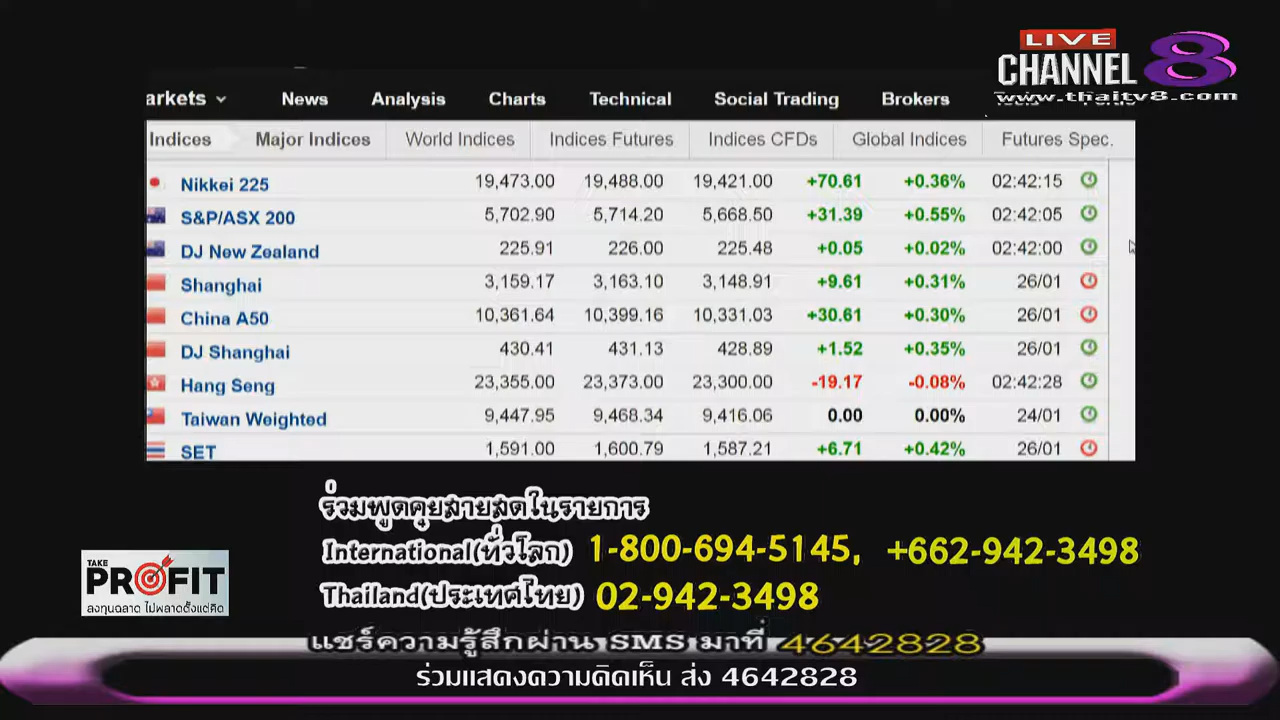 LIVE
CHANNEL 8
www.thaitv8.com
arkets News Analysis Charts Technical Social Trading Brokers
Indices Major Indices World Indices Indices Futures Indices CFDs Global Indices Futures Spec.
Nikkei 225 19,473.00 19,488.00 19,421.00 +70.61 +0.36% 02:42:15
S&P/ASX 200 5,702.90 5,714.20 5,668.50 +31.39 +0.55% 02:42:05
DJ New Zealand 225.91 226.00 225.48 +0.05 +0.02% 02:42:00
Shanghai 3,159.17 3,163.10 3,148.91 +9.61 +0.31% 26/01
China A50 10,361.64 10,399.16 10,331.03 +30.61 +0.30% 26/01
DJ Shanghai 430.41 431.13 428.89 +1.52 +0.35% 26/01
Hang Seng 23,355.00 23,373.00 23,300.00 -19.17 -0.08% 02:42:28
Taiwan Weighted 9,447.95 9,468.34 9,416.06 0.00 0.00% 24/01
SET 1,591.00 1,600.79 1,587.21 +6.71 +0.42% 26/01
ร่วมพูดคุยสายสดในรายการ
International(ทั่วโลก) 1-800-694-5145, +662-942-3498
Thailand(ประเทศไทย) 02-942-3498
TAKE
PROFIT
ลงทุนฉลาด ไม่พลาดตั้งแต่คิด
แชร์ความรู้สึกผ่าน SMS มาที่ 4642828
ร่วมแสดงความคิดเห็น ส่ง 4642828